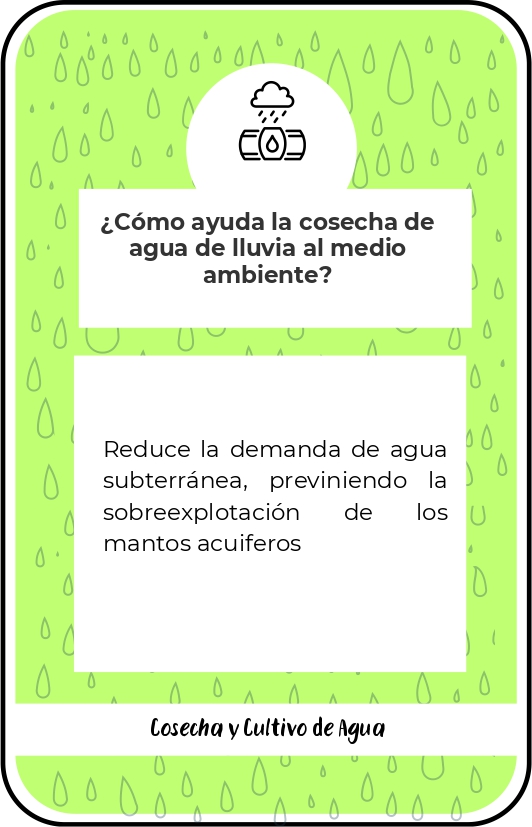 ¿Cómo ayuda la cosecha de
agua de lluvia al medio
ambiente?
Reduce la demanda de agua
subterránea, previniendo la
sobreexplotación de los
mantos acuiferos
Cosecha y Cultivo de Agua